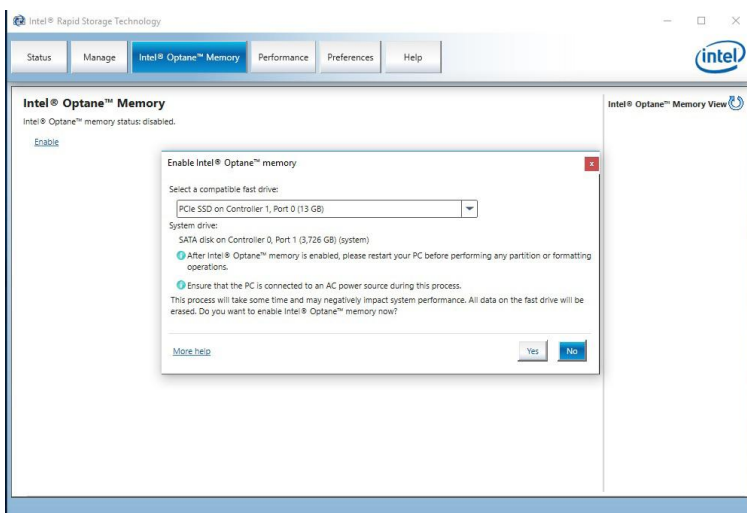 Intel® Rapid Storage Technology
Status
Manage
Intel® Optane™ Memory
Performance
Preferences
Help
intel
Intel® Optane™ Memory
Intel® Optane™ memory status: disabled.
Enable
Intel® Optane™ Memory View
Enable Intel® Optane™ memory
x
Select a compatible fast drive:
PCIe SSD on Controller 1, Port 0 (13 GB)
System drive:
SATA disk on Controller 0, Port 1 (3,726 GB) (system)
After Intel® Optane™ memory is enabled, please restart your PC before performing any partition or formatting
operations.
Ensure that the PC is connected to an AC power source during this process.
This process will take some time and may negatively impact system performance. All data on the fast drive will be
erased. Do you want to enable Intel® Optane™ memory now?
More help
Yes
No